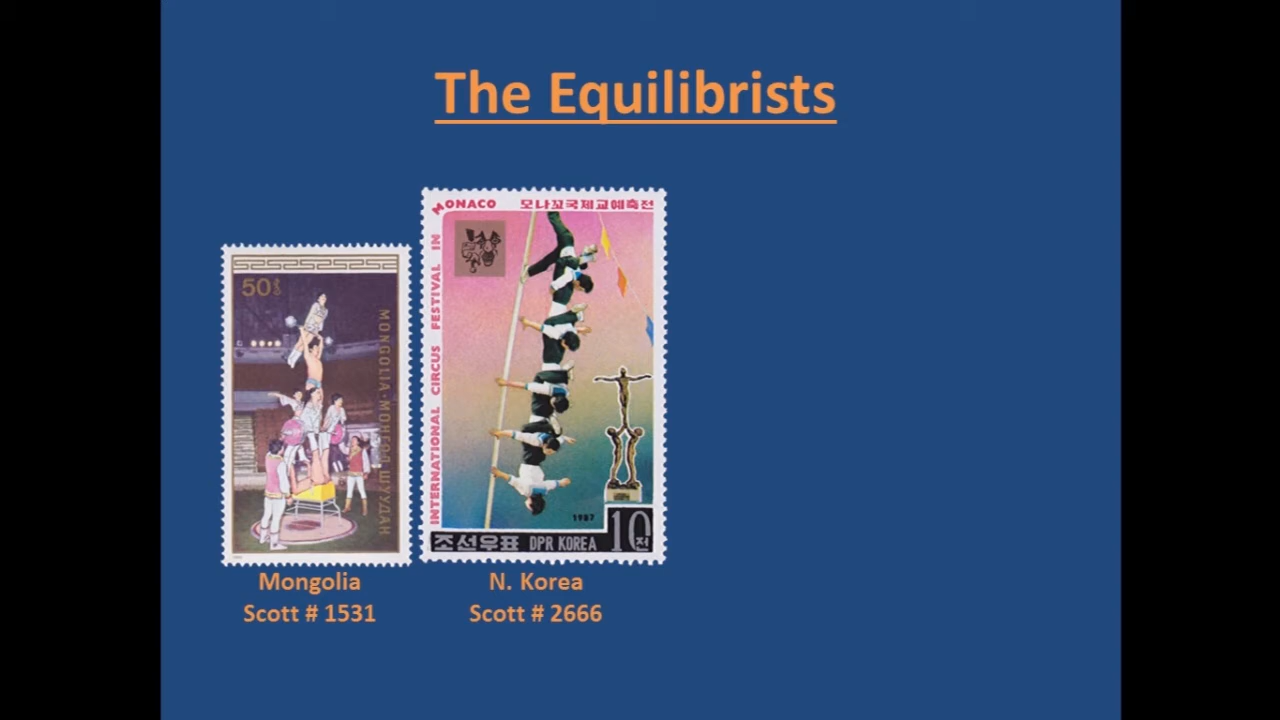 The Equilibrists
50
MONGOLIA·МОНГОЛ ШУУДАН
MONACO 모나꼬국제교예축전
INTERNATIONAL CIRCUS FESTIVAL IN
1987
10전
조선우표 DPR KOREA
Mongolia
Scott # 1531
N. Korea
Scott # 2666